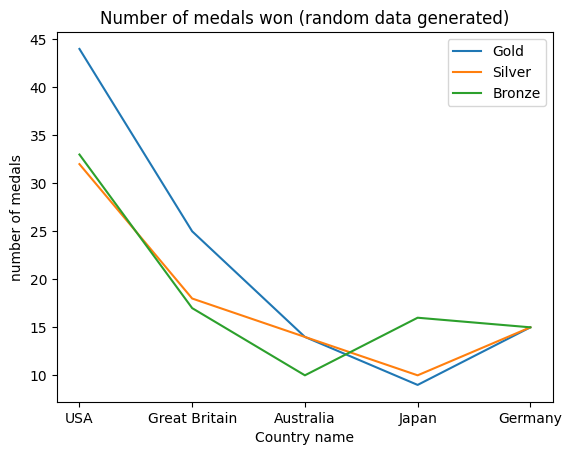 Number of medals won (random data generated)
45
40
35
30
25
20
15
10
number of medals
Gold
Silver
Bronze
USA
Great Britain
Australia
Japan
Germany
Country name